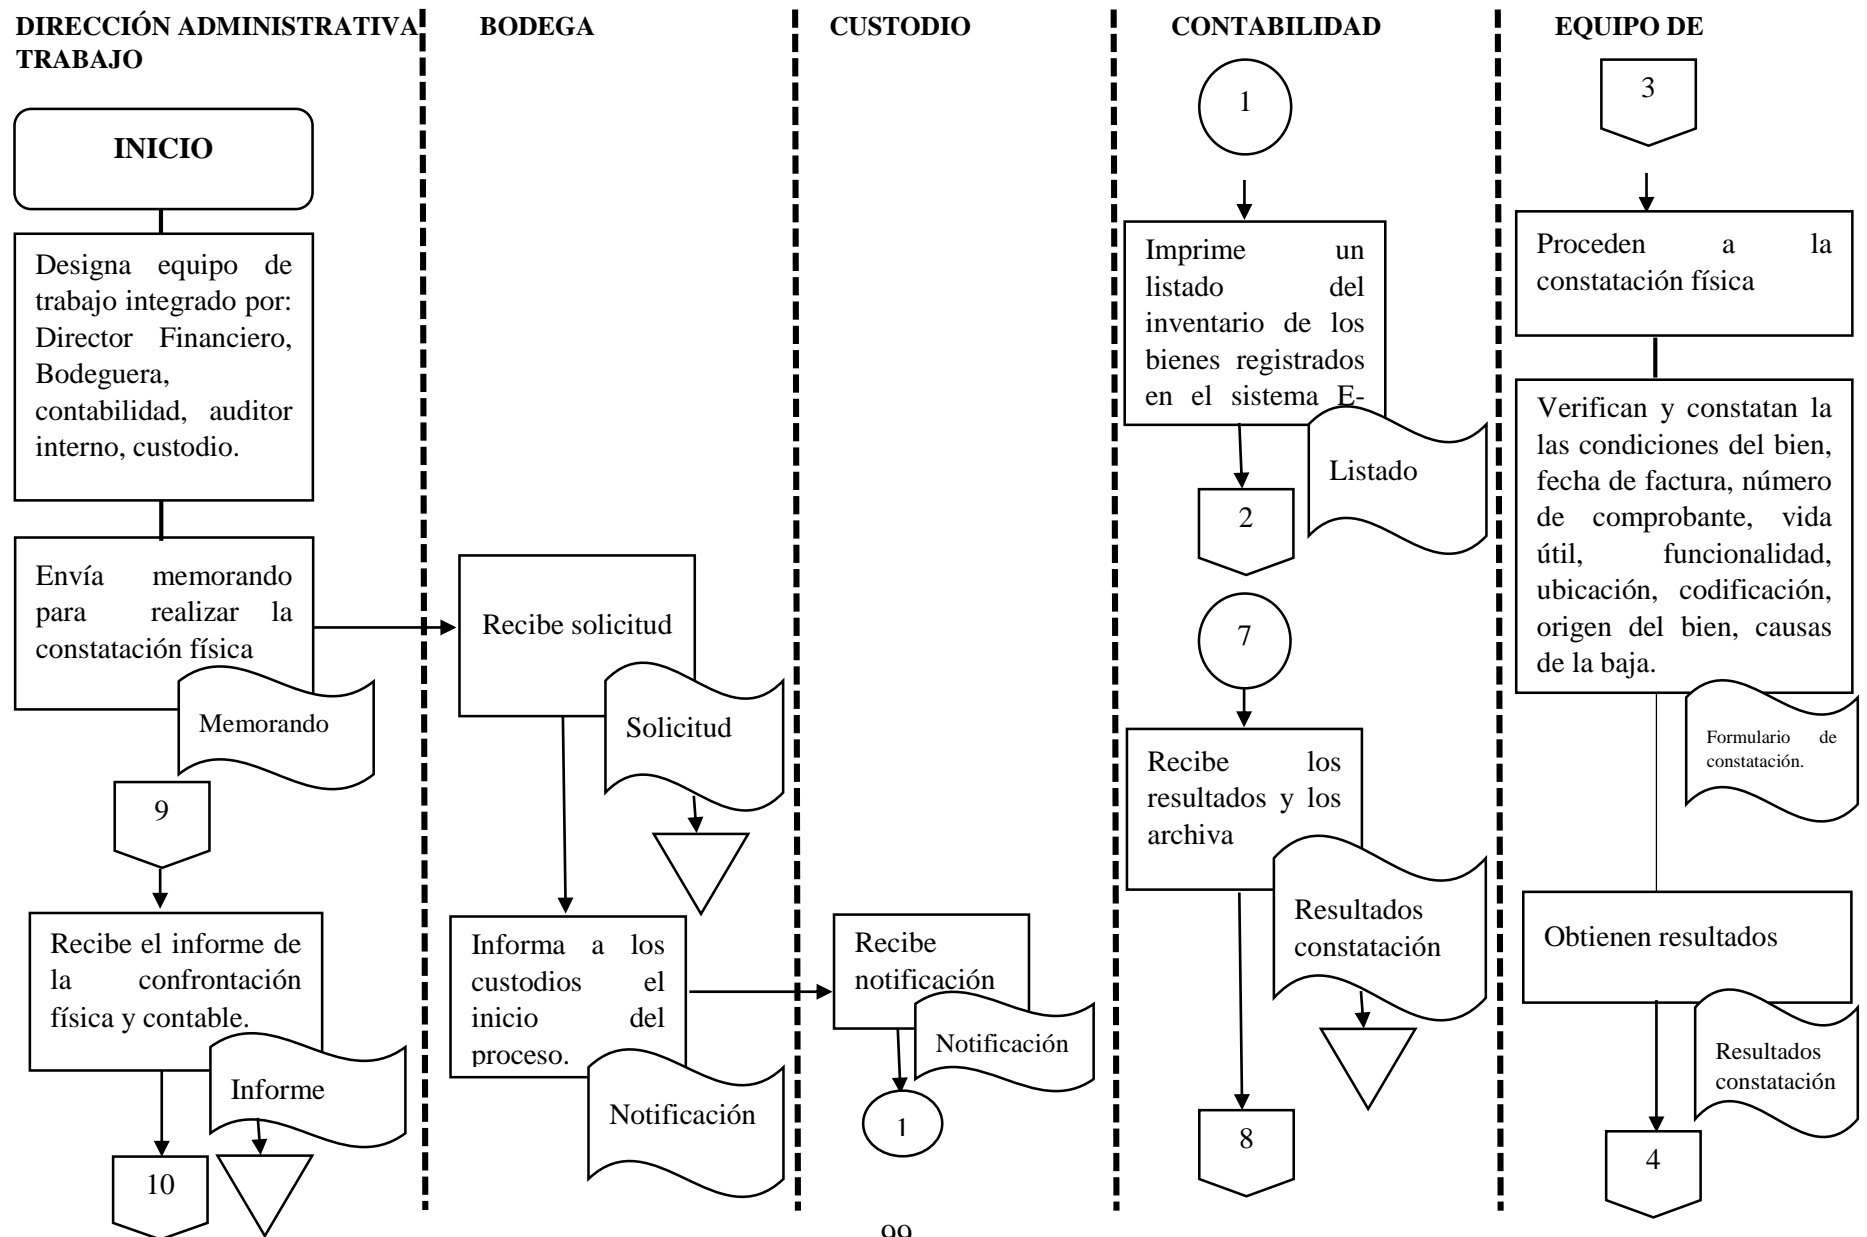 DIRECCIÓN ADMINISTRATIVA
BODEGA
CUSTODIO
CONTABILIDAD
EQUIPO DE
TRABAJO
INICIO
Designa equipo de
trabajo integrado por:
Director Financiero,
Bodeguera,
contabilidad, auditor
interno, custodio.
Envía memorando
para realizar la
constatación física
Memorando
9
Recibe el informe de
la confrontación
física y contable.
Informe
10
Recibe solicitud
Solicitud
Informa a los
custodios el
inicio del
proceso.
Notificación
Recibe
notificación
Notificación
1
1
Imprime un
listado del
inventario de los
bienes registrados
en el sistema E-
Listado
2
7
Recibe los
resultados y los
archiva
Resultados
constatación
8
3
Proceden a la
constatación física
Verifican y constatan la
las condiciones del bien,
fecha de factura, número
de comprobante, vida
útil, funcionalidad,
ubicación, codificación,
origen del bien, causas
de la baja.
Formulario de
constatación.
Obtienen resultados
Resultados
constatación
4
99